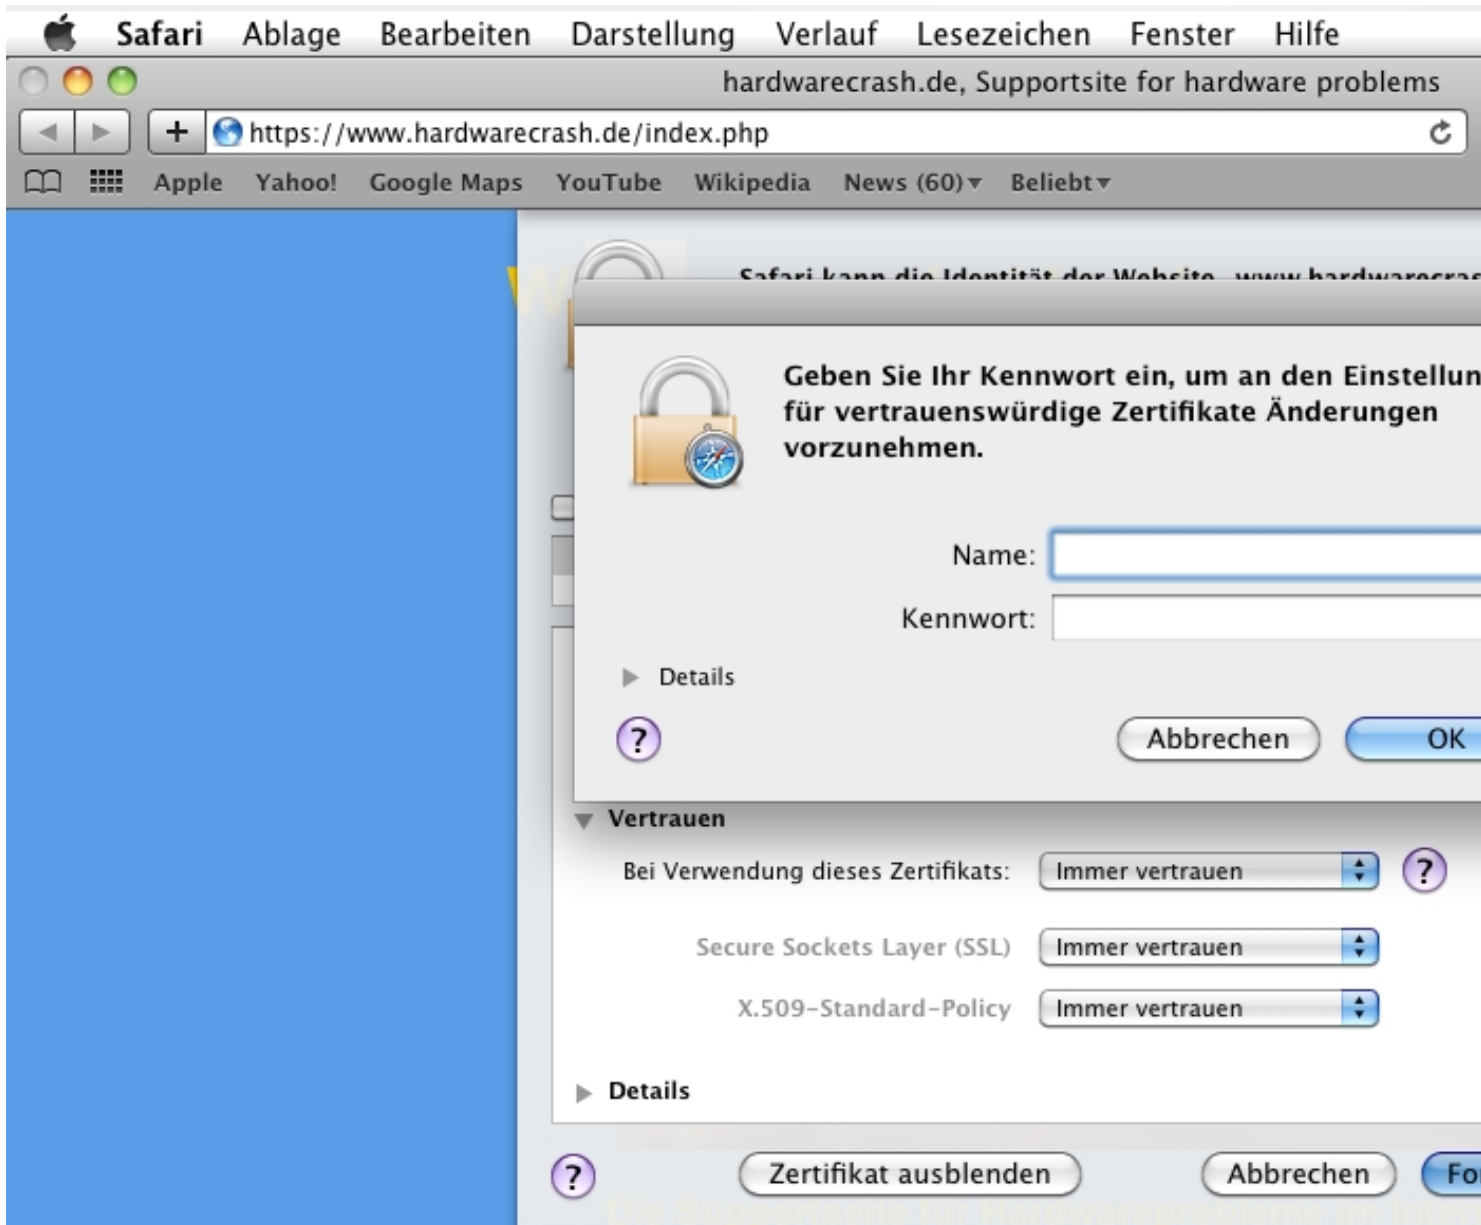 Safari Ablage Bearbeiten Darstellung Verlauf Lesezeichen Fenster Hilfe
hardwarecrash.de, Supportsite for hardware problems
https://www.hardwarecrash.de/index.php
Apple Yahoo! Google Maps YouTube Wikipedia News (60) Beliebt
Safari kann die Identität der Website „www.hardwarecras
Geben Sie Ihr Kennwort ein, um an den Einstellun
für vertrauenswürdige Zertifikate Änderungen
vorzunehmen.
Name:
Kennwort:
Details
?
Abbrechen OK
Vertrauen
Bei Verwendung dieses Zertifikats: Immer vertrauen ?
Secure Sockets Layer (SSL) Immer vertrauen
X.509-Standard-Policy Immer vertrauen
Details
? Zertifikat ausblenden Abbrechen For